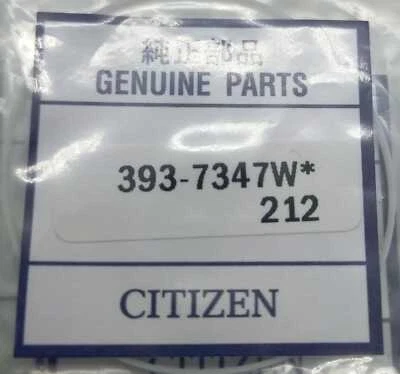 純正部品
GENUINE PARTS
393-7347W*
212
CITIZEN